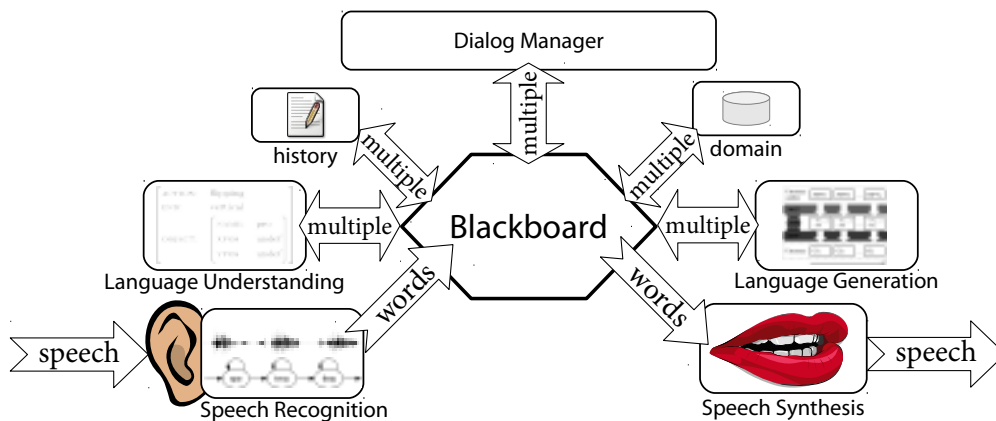 Dialog Manager
multiple
history
domain
multiple
multiple
Blackboard
multiple
multiple
Language Understanding
Language Generation
words
words
speech
speech
Speech Recognition
Speech Synthesis